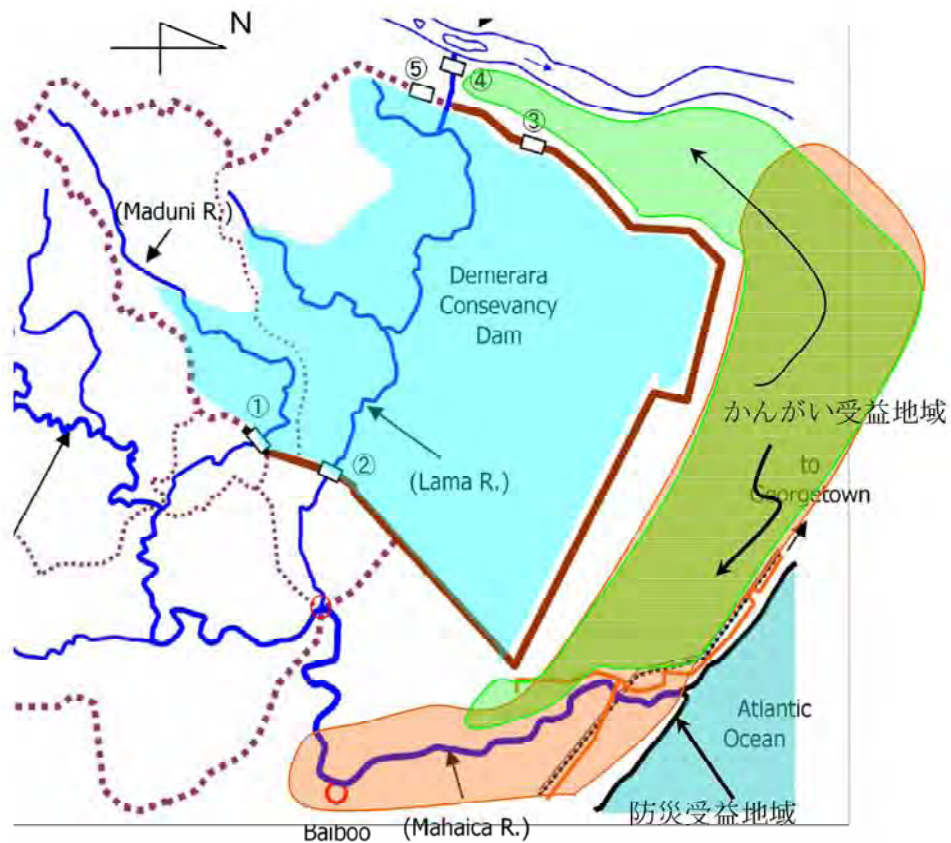 N
⑤
④
③
(Maduni R.)
Demerara
Consevancy
Dam
①
②
(Lama R.)
かんがい受益地域
to
Georgetown
Atlantic
Ocean
防災受益地域
Baiboo
(Mahaica R.)